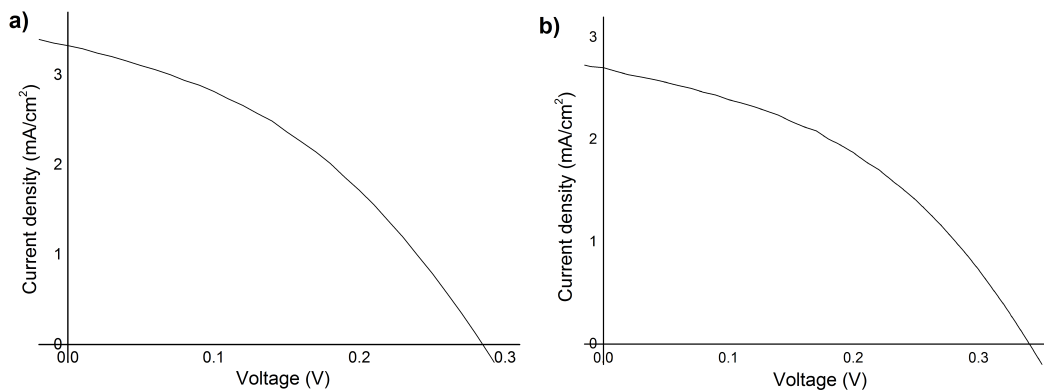 a)
Current density (mA/cm²)
3
2
1
0
0.0
0.1
0.2
0.3
Voltage (V)
b)
Current density (mA/cm²)
3
2
1
0
0.0
0.1
0.2
0.3
Voltage (V)